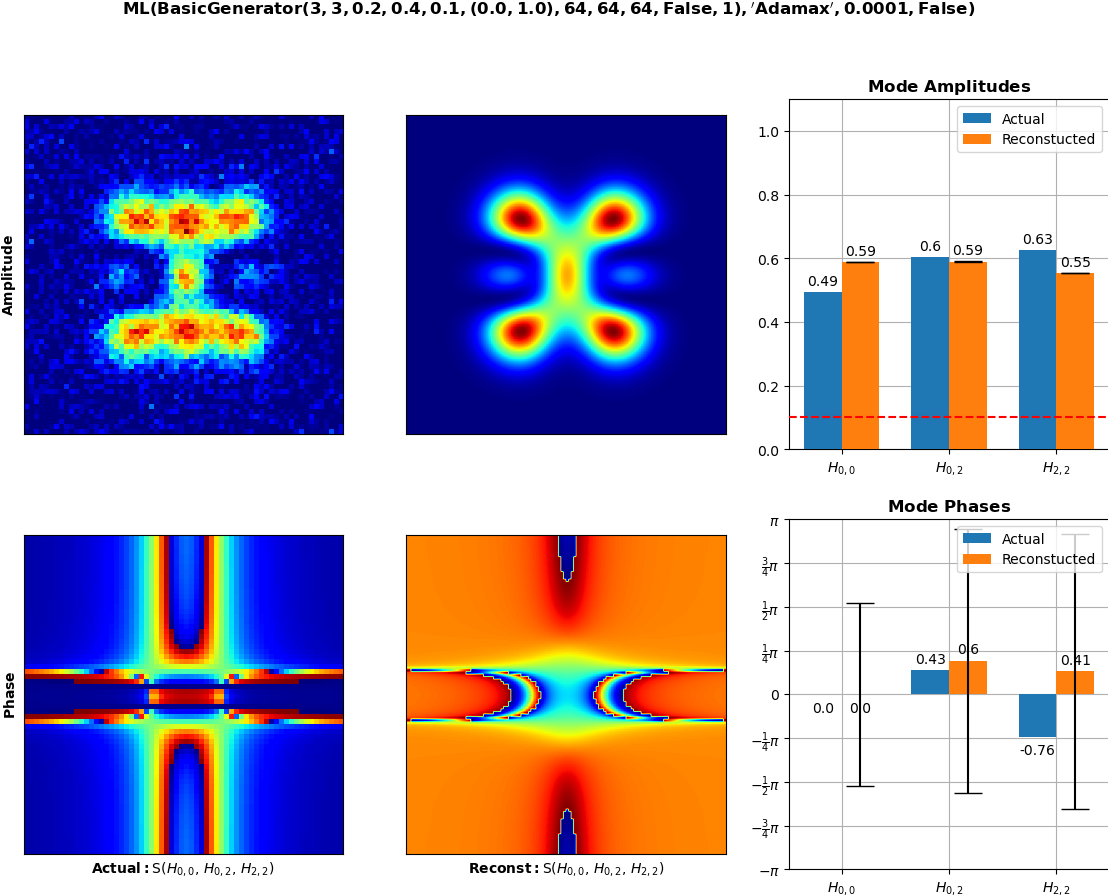 ML(BasicGenerator(3, 3, 0.2, 0.4, 0.1, (0.0, 1.0), 64, 64, 64, False, 1), ′Adamax′, 0.0001, False)
Amplitude
Mode Amplitudes
Actual
Reconstucted
1.0
0.8
0.6
0.4
0.2
0.0
0.49
0.59
0.6
0.59
0.63
0.55
H0,0
H0,2
H2,2
Phase
Actual: S(H0,0, H0,2, H2,2)
Reconst: S(H0,0, H0,2, H2,2)
Mode Phases
Actual
Reconstucted
π
3/4π
1/2π
1/4π
0
−1/4π
−1/2π
−3/4π
−π
0.0
0.0
0.43
0.6
-0.76
0.41
H0,0
H0,2
H2,2